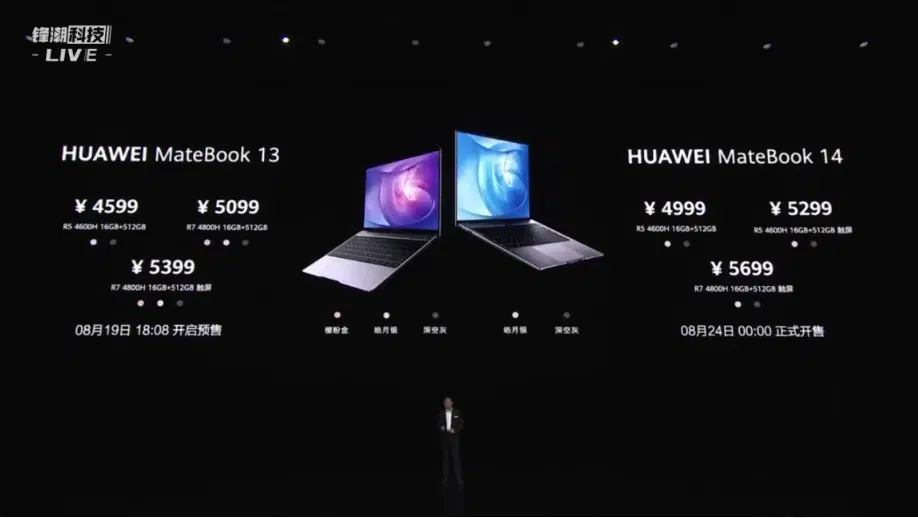 锋潮科技
LIVE
HUAWEI MateBook 13
¥ 4599
R5 4600H 16GB+512GB
¥ 5099
R7 4800H 16GB+512GB
¥ 5399
R7 4800H 16GB+512GB 触屏
08月19日 18:08 开启预售
樱粉金
皓月银
深空灰
皓月银
深空灰
HUAWEI MateBook 14
¥ 4999
R5 4600H 16GB+512GB
¥ 5299
R5 4600H 16GB+512GB 触屏
¥ 5699
R7 4800H 16GB+512GB 触屏
08月24日 00:00 正式开售